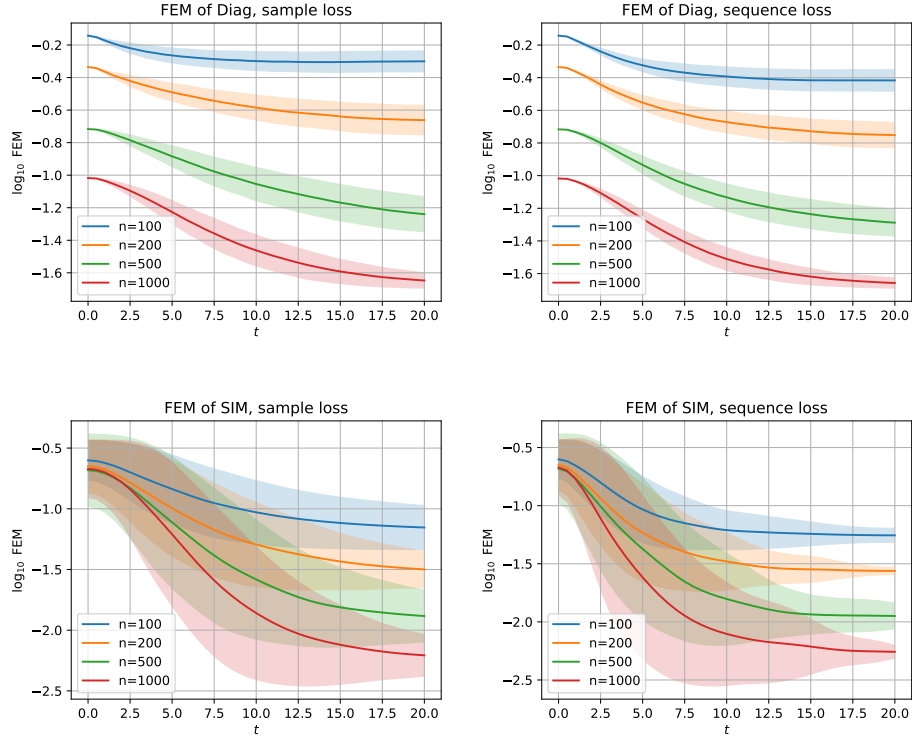 FEM of Diag, sample loss
log₁₀ FEM
−0.2
−0.4
−0.6
−0.8
−1.0
−1.2
−1.4
−1.6
n=100
n=200
n=500
n=1000
0.0 2.5 5.0 7.5 10.0 12.5 15.0 17.5 20.0
t
FEM of Diag, sequence loss
log₁₀ FEM
−0.2
−0.4
−0.6
−0.8
−1.0
−1.2
−1.4
−1.6
n=100
n=200
n=500
n=1000
0.0 2.5 5.0 7.5 10.0 12.5 15.0 17.5 20.0
t
FEM of SIM, sample loss
log₁₀ FEM
−0.5
−1.0
−1.5
−2.0
−2.5
n=100
n=200
n=500
n=1000
0.0 2.5 5.0 7.5 10.0 12.5 15.0 17.5 20.0
t
FEM of SIM, sequence loss
log₁₀ FEM
−0.5
−1.0
−1.5
−2.0
−2.5
n=100
n=200
n=500
n=1000
0.0 2.5 5.0 7.5 10.0 12.5 15.0 17.5 20.0
t